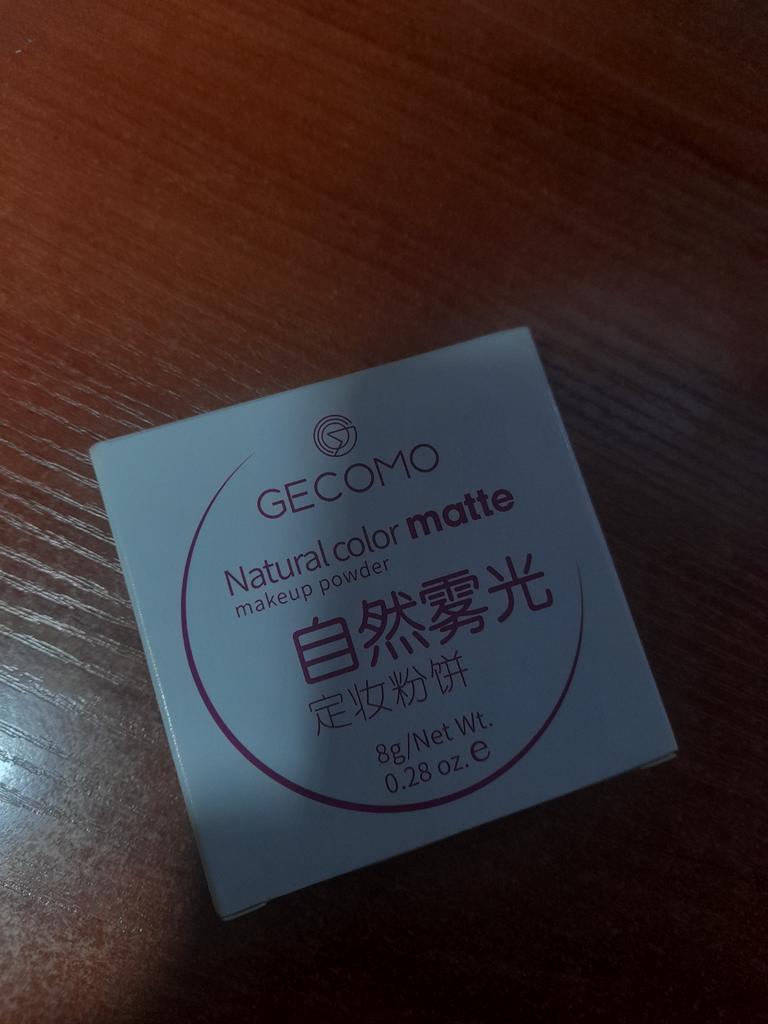 GECOMO
Natural color matte
makeup powder
自然雾光
定妆粉饼
8g/Net Wt.
0.28 oz. e